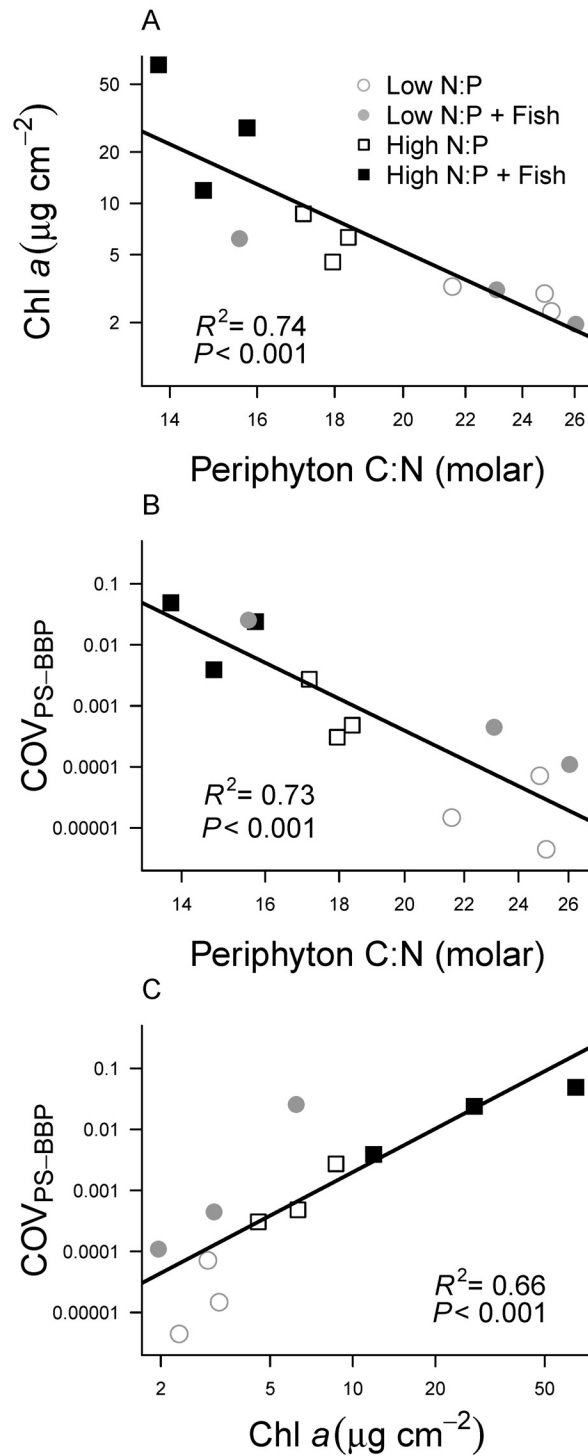 A
Chl a(μg cm⁻²)
50
20
10
5
2
Low N:P
Low N:P + Fish
High N:P
High N:P + Fish
R²= 0.74
P< 0.001
14 16 18 20 22 24 26
Periphyton C:N (molar)
B
COVPS–BBP
0.1
0.01
0.001
0.0001
0.00001
R²= 0.73
P< 0.001
14 16 18 20 22 24 26
Periphyton C:N (molar)
C
COVPS–BBP
0.1
0.01
0.001
0.0001
0.00001
R²= 0.66
P< 0.001
2 5 10 20 50
Chl a(μg cm⁻²)